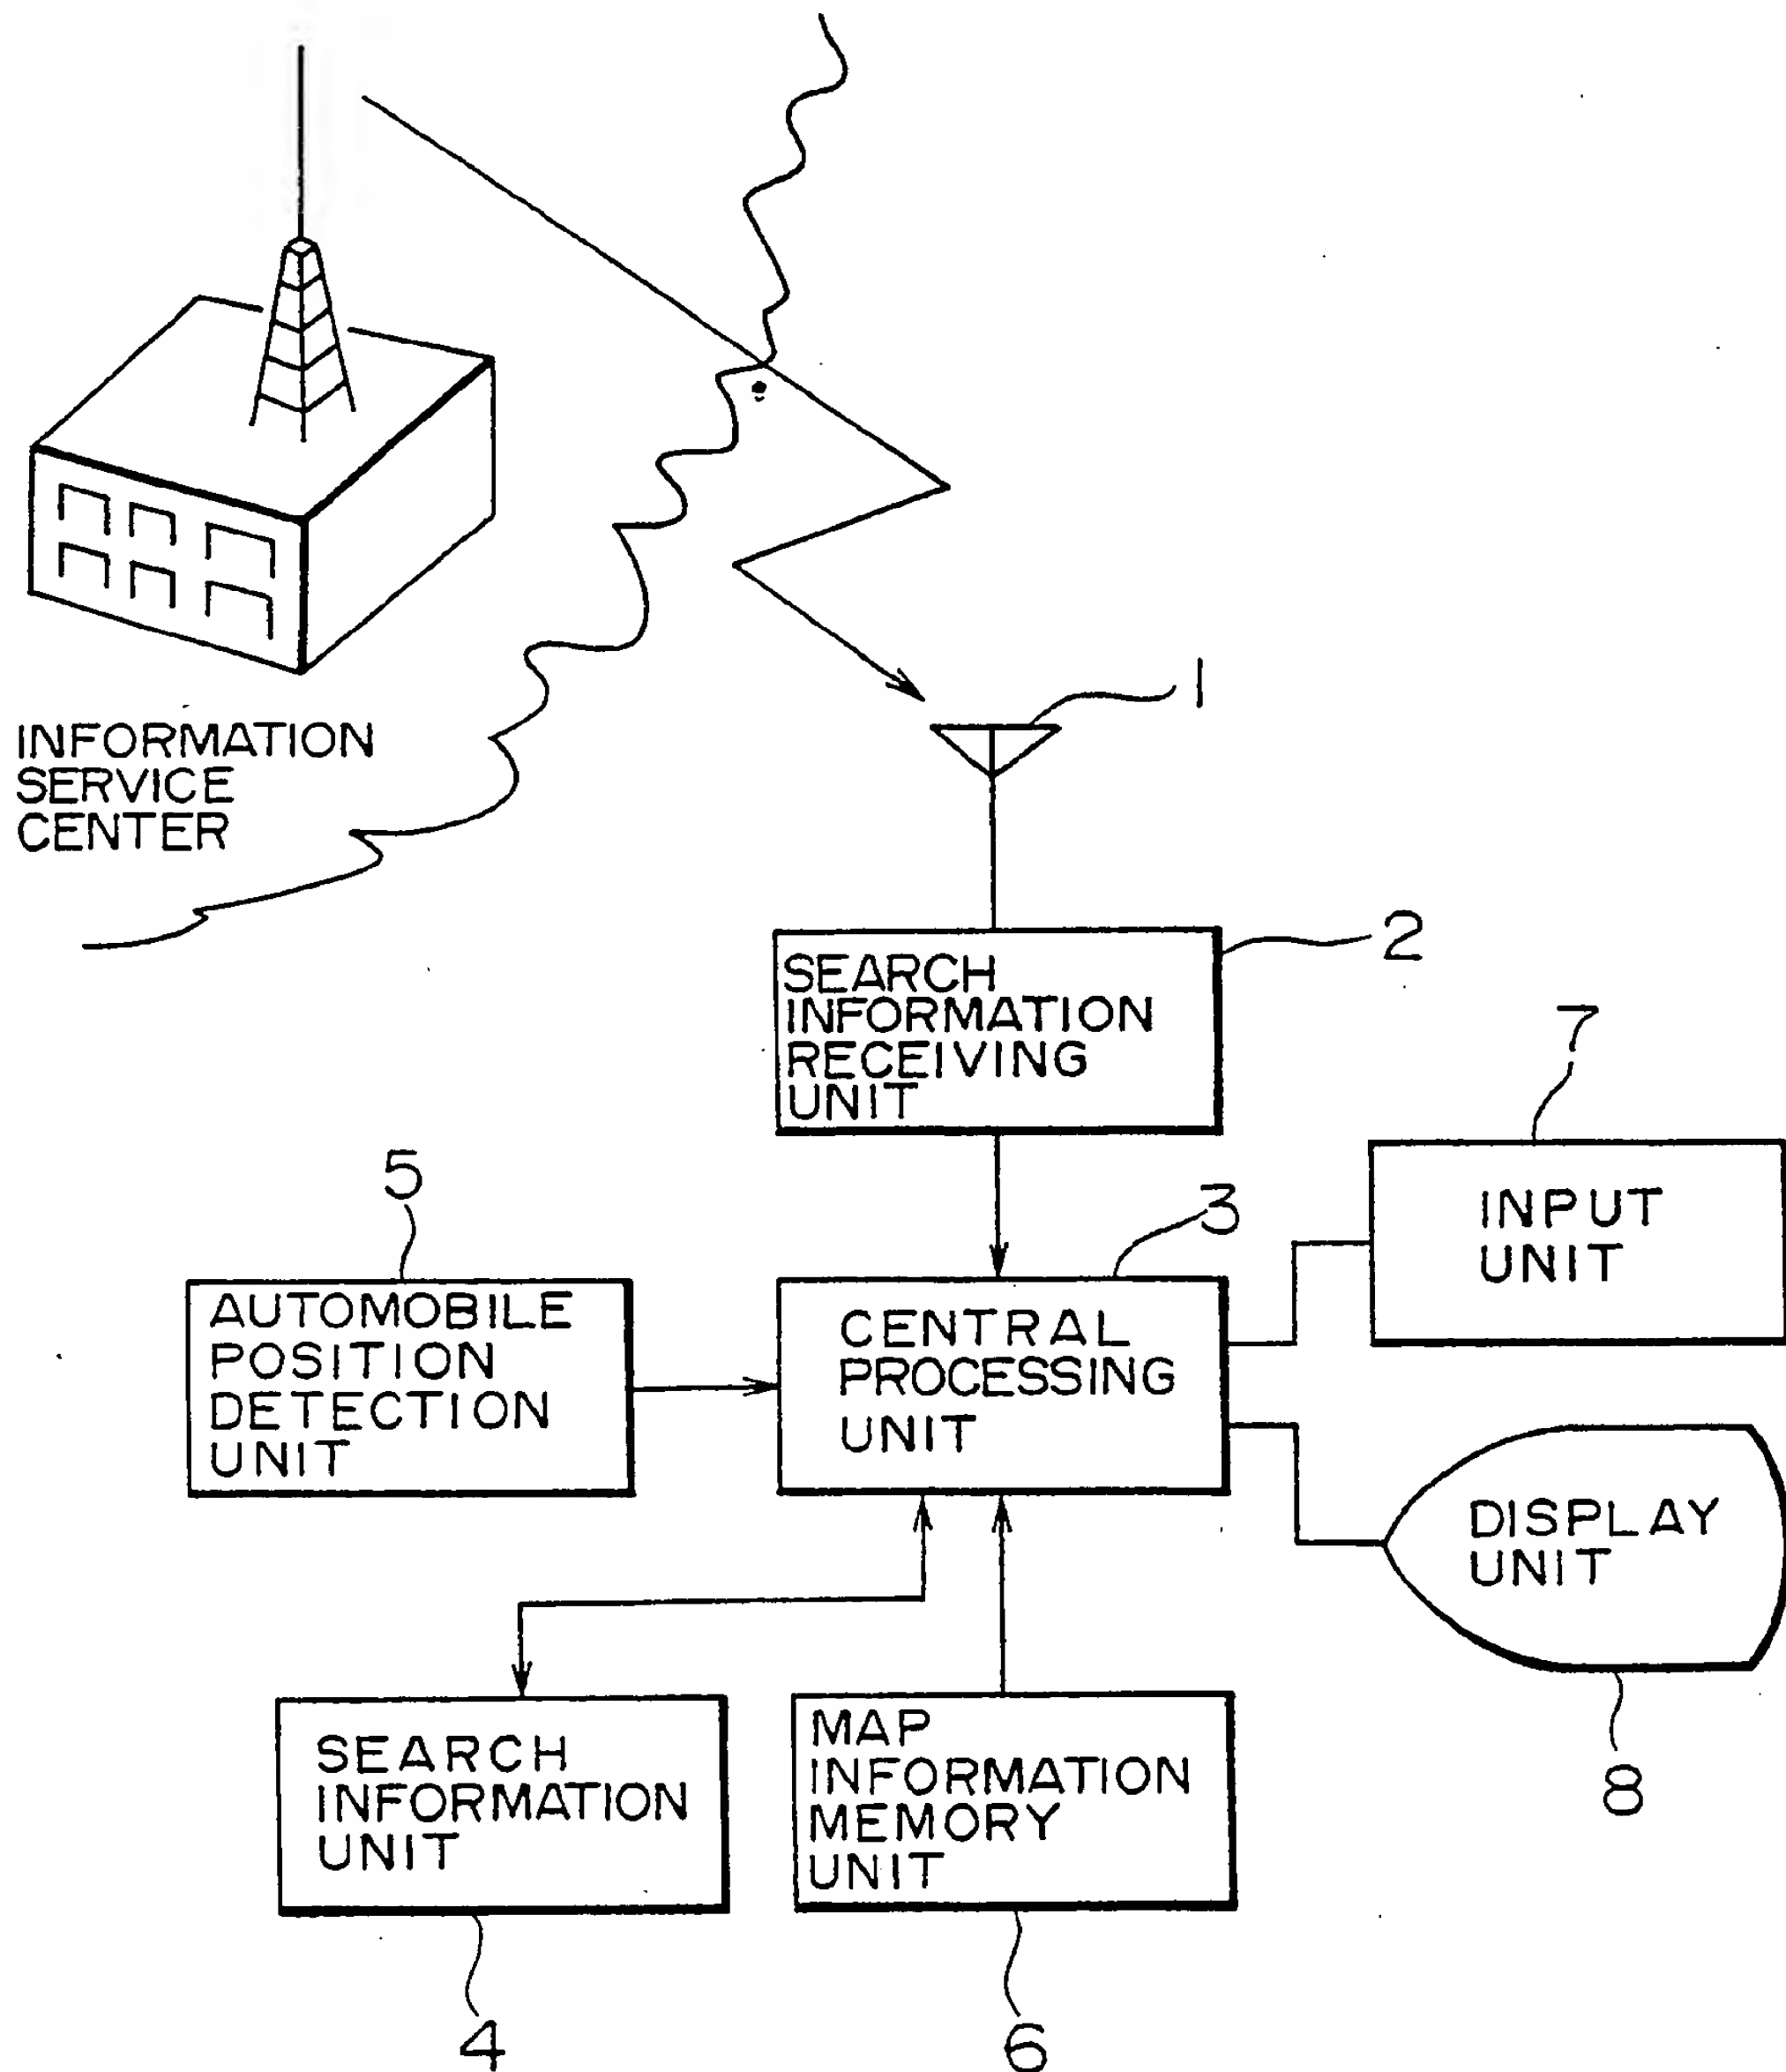 INFORMATION
SERVICE
CENTER
1
2
SEARCH
INFORMATION
RECEIVING
UNIT
7
INPUT
UNIT
5
AUTOMOBILE
POSITION
DETECTION
UNIT
3
CENTRAL
PROCESSING
UNIT
DISPLAY
UNIT
8
SEARCH
INFORMATION
UNIT
4
MAP
INFORMATION
MEMORY
UNIT
6